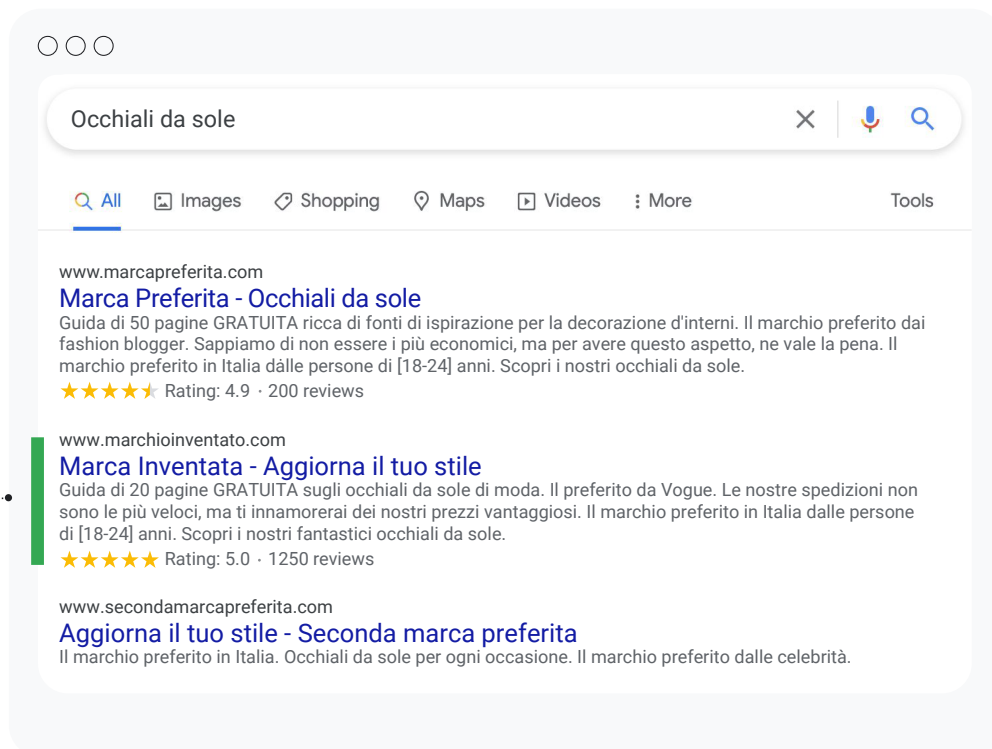 Occhiali da sole
All Images Shopping Maps Videos More Tools
www.marcapreferita.com
Marca Preferita - Occhiali da sole
Guida di 50 pagine GRATUITA ricca di fonti di ispirazione per la decorazione d'interni. Il marchio preferito dai
fashion blogger. Sappiamo di non essere i più economici, ma per avere questo aspetto, ne vale la pena. Il
marchio preferito in Italia dàlle persone di [18-24] anni. Scopri i nostri occhiali da sole.
Rating: 4.9 · 200 reviews
www.marchioinventato.com
Marca Inventata - Aggiorna il tuo stile
Guida di 20 pagine GRATUITA sugli occhiali da sole di moda. Il preferito da Vogue. Le nostre spedizioni non
sono le più veloci, ma ti innamorerai dei nostri prezzi vantaggiosi. Il marchio preferito in Italia dalle persone
di [18-24] anni. Scopri i nostri fantastici occhiali da sole.
Rating: 5.0 · 1250 reviews
www.secondamarcapreferita.com
Aggiorna il tuo stile - Seconda marca preferita
Il marchio preferito in Italia. Occhiali da sole per ogni occasione. Il marchio preferito dalle celebrità.